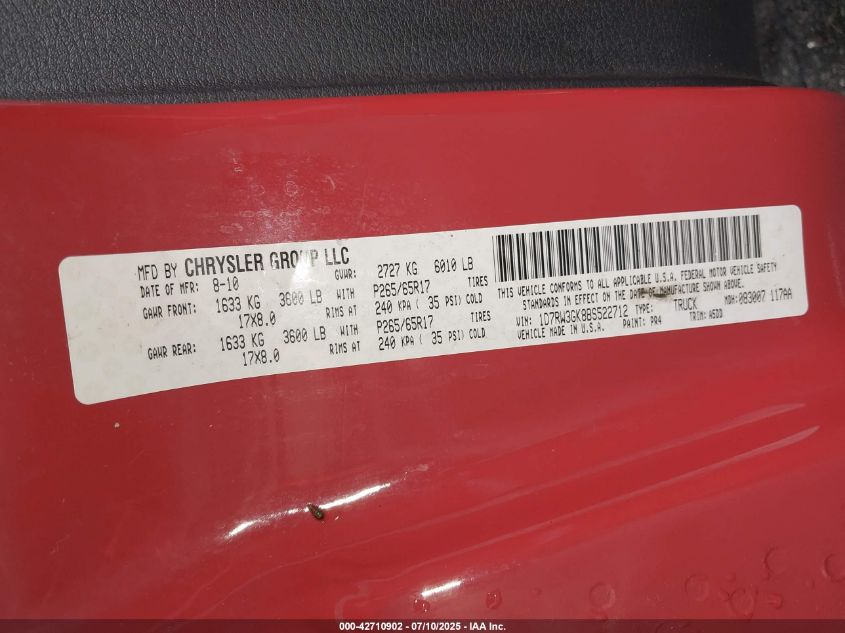 MFD BY CHRYSLER GROUP LLC
DATE OF MFR: 8-10 GVWR: 2727 KG 6010 LB
GAWR FRONT: 1633 KG 3600 LB WITH P265/65R17 TIRES
17X8.0 RIMS AT 240 KPA ( 35 PSI) COLD
GAWR REAR: 1633 KG 3600 LB WITH P265/65R17 TIRES
17X8.0 RIMS AT 240 KPA ( 35 PSI) COLD
THIS VEHICLE CONFORMS TO ALL APPLICABLE U.S.A. FEDERAL MOTOR VEHICLE SAFETY
STANDARDS IN EFFECT ON THE DATE OF MANUFACTURE SHOWN ABOVE.
VIN: 1D7RW3GK8BS522712 TYPE: TRUCK MDH: 083007 117AA
VEHICLE MADE IN U.S.A. PAINT: PR4 TRIM: A5DD
000-42710902 - 07/10/2025 - IAA Inc.